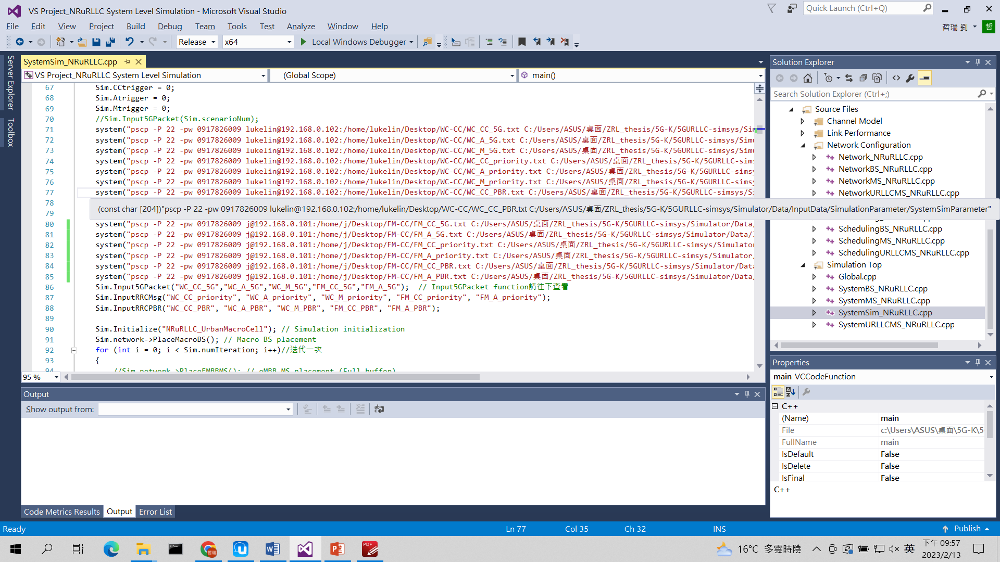 VS Project_NRuRLLC System Level Simulation - Microsoft Visual Studio
Quick Launch (Ctrl+Q)
File Edit View Project Build Debug Team Tools Test Analyze Window Help
哲瑞 劉
哲
Release
x64
Local Windows Debugger
Server Explorer
Toolbox
SystemSim_NRuRLLC.cpp
VS Project_NRuRLLC System Level Simulation
(Global Scope)
main()
67 Sim.CCtrigger = 0;
68 Sim.Atrigger = 0;
69 Sim.Mtrigger = 0;
70 //Sim.Input5GPacket(Sim.scenarioNum);
71 system("pscp -P 22 -pw 0917826009 lukelin@192.168.0.102:/home/lukelin/Desktop/WC-CC/WC_CC_5G.txt C:/Users/ASUS/桌面/ZRL_thesis/5G-K/5GURLLC-simsys/Sim
72 system("pscp -P 22 -pw 0917826009 lukelin@192.168.0.102:/home/lukelin/Desktop/WC-CC/WC_A_5G.txt C:/Users/ASUS/桌面/ZRL_thesis/5G-K/5GURLLC-simsys/Simu
73 system("pscp -P 22 -pw 0917826009 lukelin@192.168.0.102:/home/lukelin/Desktop/WC-CC/WC_M_5G.txt C:/Users/ASUS/桌面/ZRL_thesis/5G-K/5GURLLC-simsys/Simu
74 system("pscp -P 22 -pw 0917826009 lukelin@192.168.0.102:/home/lukelin/Desktop/WC-CC/WC_CC_priority.txt C:/Users/ASUS/桌面/ZRL_thesis/5G-K/5GURLLC-sims
75 system("pscp -P 22 -pw 0917826009 lukelin@192.168.0.102:/home/lukelin/Desktop/WC-CC/WC_A_priority.txt C:/Users/ASUS/桌面/ZRL_thesis/5G-K/5GURLLC-simsy
76 system("pscp -P 22 -pw 0917826009 lukelin@192.168.0.102:/home/lukelin/Desktop/WC-CC/WC_M_priority.txt C:/Users/ASUS/桌面/ZRL_thesis/5G-K/5GURLLC-simsy
77 system("pscp -P 22 -pw 0917826009 lukelin@192.168.0.102:/home/lukelin/Desktop/WC-CC/WC_CC_PBR.txt C:/Users/ASUS/桌面/ZRL_thesis/5G-K/5GURLLC-simsys/S
78
(const char [204])"pscp -P 22 -pw 0917826009 lukelin@192.168.0.102:/home/lukelin/Desktop/WC-CC/WC_CC_PBR.txt C:/Users/ASUS/桌面/ZRL_thesis/5G-K/5GURLLC-simsys/Simulator/Data/InputData/SimulationParameter/SystemSimParameter"
79
80 system("pscp -P 22 -pw 0917826009 j@192.168.0.101:/home/j/Desktop/FM-CC/FM_CC_5G.txt C:/Users/ASUS/桌面/ZRL_thesis/5G-K/5GURLLC-simsys/Simulator/Data,
81 system("pscp -P 22 -pw 0917826009 j@192.168.0.101:/home/j/Desktop/FM-CC/FM_A_5G.txt C:/Users/ASUS/桌面/ZRL_thesis/5G-K/5GURLLC-simsys/Simulator/Data/
82 system("pscp -P 22 -pw 0917826009 j@192.168.0.101:/home/j/Desktop/FM-CC/FM_CC_priority.txt C:/Users/ASUS/桌面/ZRL_thesis/5G-K/5GURLLC-simsys/Simulator
83 system("pscp -P 22 -pw 0917826009 j@192.168.0.101:/home/j/Desktop/FM-CC/FM_A_priority.txt C:/Users/ASUS/桌面/ZRL_thesis/5G-K/5GURLLC-simsys/Simulator/
84 system("pscp -P 22 -pw 0917826009 j@192.168.0.101:/home/j/Desktop/FM-CC/FM_CC_PBR.txt C:/Users/ASUS/桌面/ZRL_thesis/5G-K/5GURLLC-simsys/Simulator/Dat
85 system("pscp -P 22 -pw 0917826009 j@192.168.0.101:/home/j/Desktop/FM-CC/FM_A_PBR.txt C:/Users/ASUS/桌面/ZRL_thesis/5G-K/5GURLLC-simsys/Simulator/Data,
86 Sim.Input5GPacket("WC_CC_5G","WC_A_5G","WC_M_5G","FM_CC_5G","FM_A_5G"); // Input5GPacket function請往下查看
87 Sim.InputRRCMsg("WC_CC_priority", "WC_A_priority", "WC_M_priority", "FM_CC_priority", "FM_A_priority");
88 Sim.InputRRCPBR("WC_CC_PBR", "WC_A_PBR", "WC_M_PBR", "FM_CC_PBR", "FM_A_PBR");
89
90 Sim.Initialize("NRuRLLC_UrbanMacroCell"); // Simulation initialization
91 Sim.network->PlaceMacroBS(); // Macro BS placement
92 for (int i = 0; i < Sim.numIteration; i++)//迭代一次
93 {
94 //Sim.network->PlaceEMBBMS(); // eMBB MS placement (Full buffer)
95 %
Output
Show output from:
Code Metrics Results
Output
Error List
Solution Explorer
Search Solution Explorer (Ctrl+;)
Source Files
Channel Model
Link Performance
Network Configuration
Network_NRuRLLC.cpp
NetworkBS_NRuRLLC.cpp
NetworkMS_NRuRLLC.cpp
NetworkURLLCMS_NRuRLLC.cpp
SchedulingBS_NRuRLLC.cpp
SchedulingMS_NRuRLLC.cpp
SchedulingURLLCMS_NRuRLLC.cpp
Simulation Top
Global.cpp
SystemBS_NRuRLLC.cpp
SystemMS_NRuRLLC.cpp
SystemSim_NRuRLLC.cpp
SystemURLLCMS_NRuRLLC.cpp
Properties
main VCCodeFunction
C++
(Name) main
File c:\Users\ASUS\桌面\5G-K\5
FullName main
IsDefault False
IsDelete False
IsFinal False
C++
Ready
Ln 77
Col 35
Ch 32
INS
Publish
16°C 多雲時陰
英
下午 09:57
2023/2/13